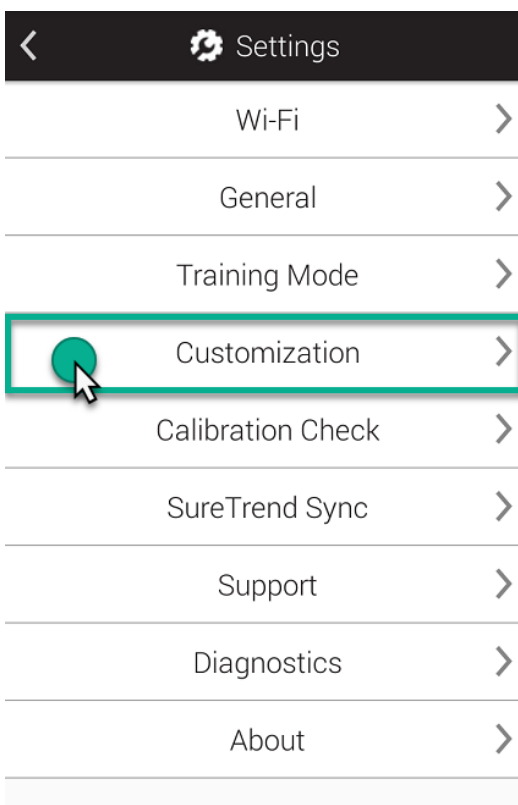 Settings
Wi-Fi
General
Training Mode
Customization
Calibration Check
SureTrend Sync
Support
Diagnostics
About